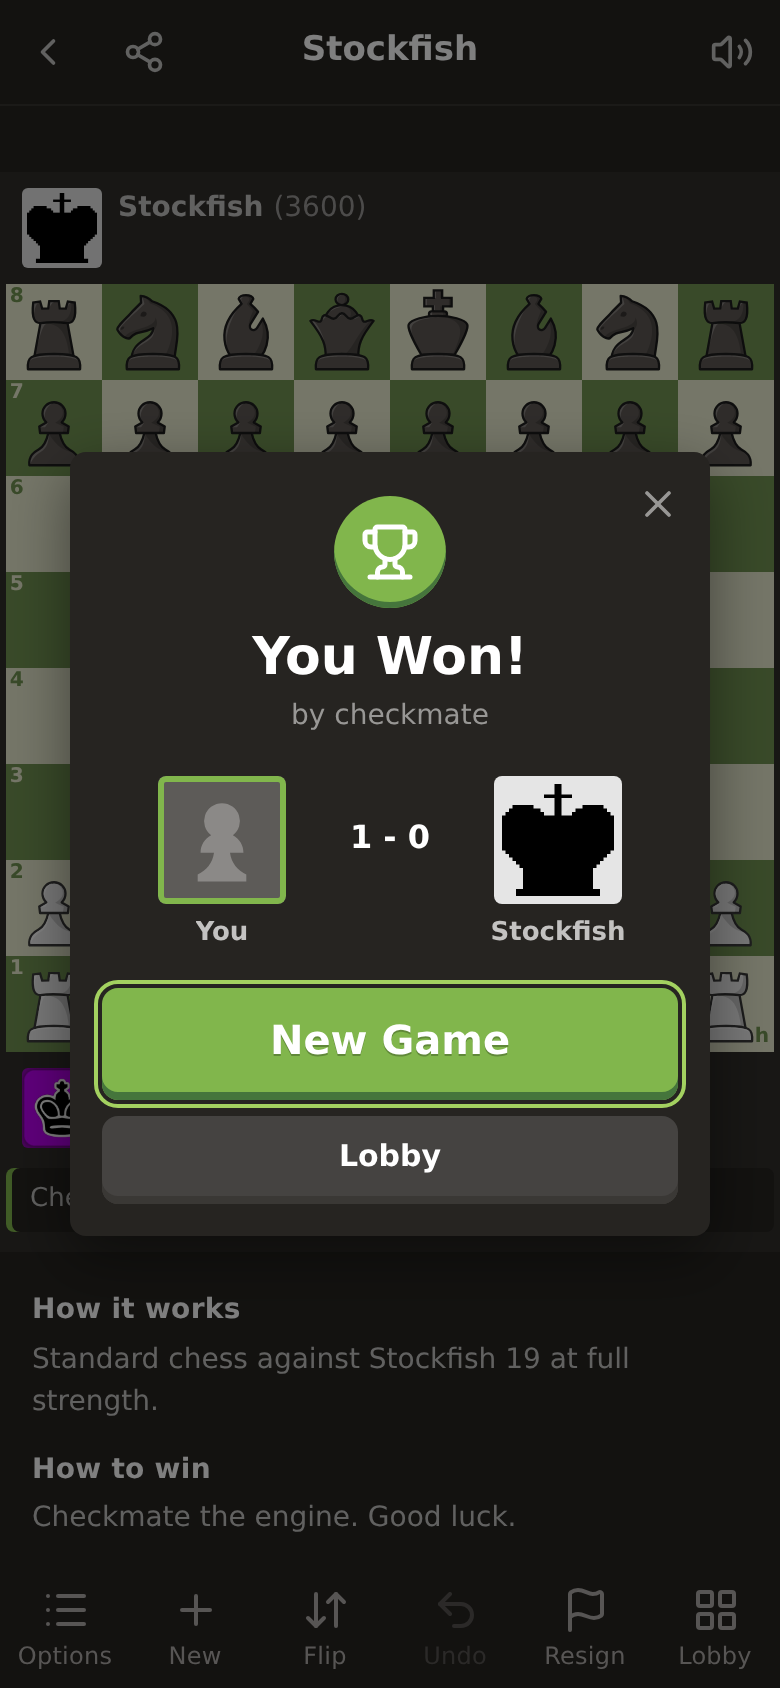 Stockfish
Stockfish (3600)
8
7
6
5
4
3
2
1
h
You Won!
by checkmate
1 - 0
You
Stockfish
New Game
Lobby
How it works
Standard chess against Stockfish 19 at full
strength.
How to win
Checkmate the engine. Good luck.
Options
New
Flip
Undo
Resign
Lobby